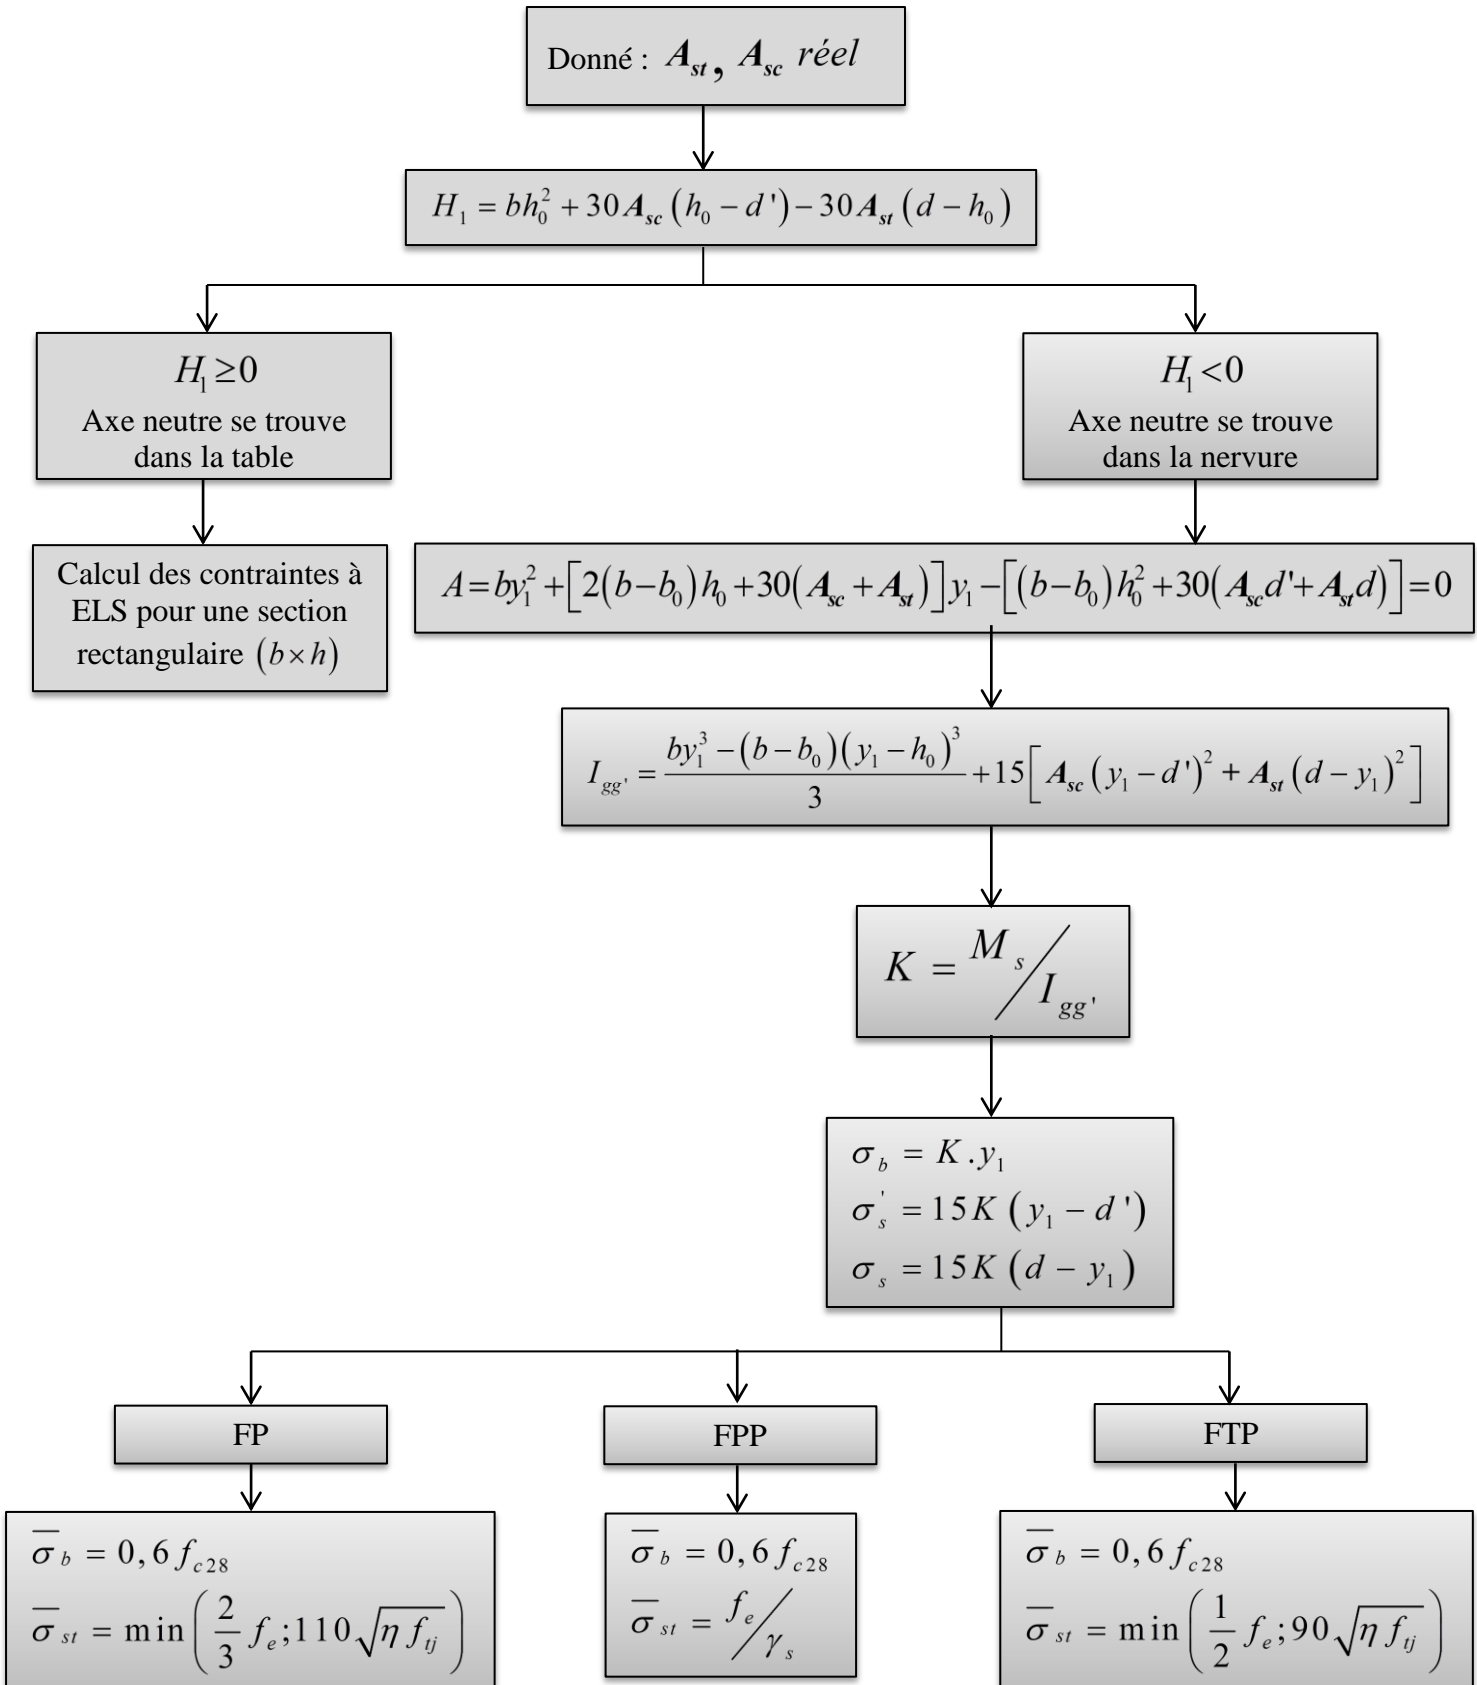 Donné : A_st, A_sc réel
H_1 = bh_0^2 + 30A_sc (h_0 − d') − 30A_st (d − h_0)
H_1 ≥ 0
Axe neutre se trouve
dans la table
H_1 < 0
Axe neutre se trouve
dans la nervure
Calcul des contraintes à
ELS pour une section
rectangulaire (b × h)
A = by_1^2 + [2(b − b_0)h_0 + 30(A_sc + A_st)]y_1 − [(b − b_0)h_0^2 + 30(A_sc d' + A_st d)] = 0
I_gg' = (by_1^3 − (b − b_0)(y_1 − h_0)^3)/3 + 15[A_sc (y_1 − d')^2 + A_st (d − y_1)^2]
K = M_s / I_gg'
σ_b = K . y_1
σ_s' = 15K (y_1 − d')
σ_s = 15K (d − y_1)
FP
FPP
FTP
σ̅_b = 0,6 f_c28
σ̅_st = min(2/3 f_e ; 110√(η f_tj))
σ̅_b = 0,6 f_c28
σ̅_st = f_e / γ_s
σ̅_b = 0,6 f_c28
σ̅_st = min(1/2 f_e ; 90√(η f_tj))